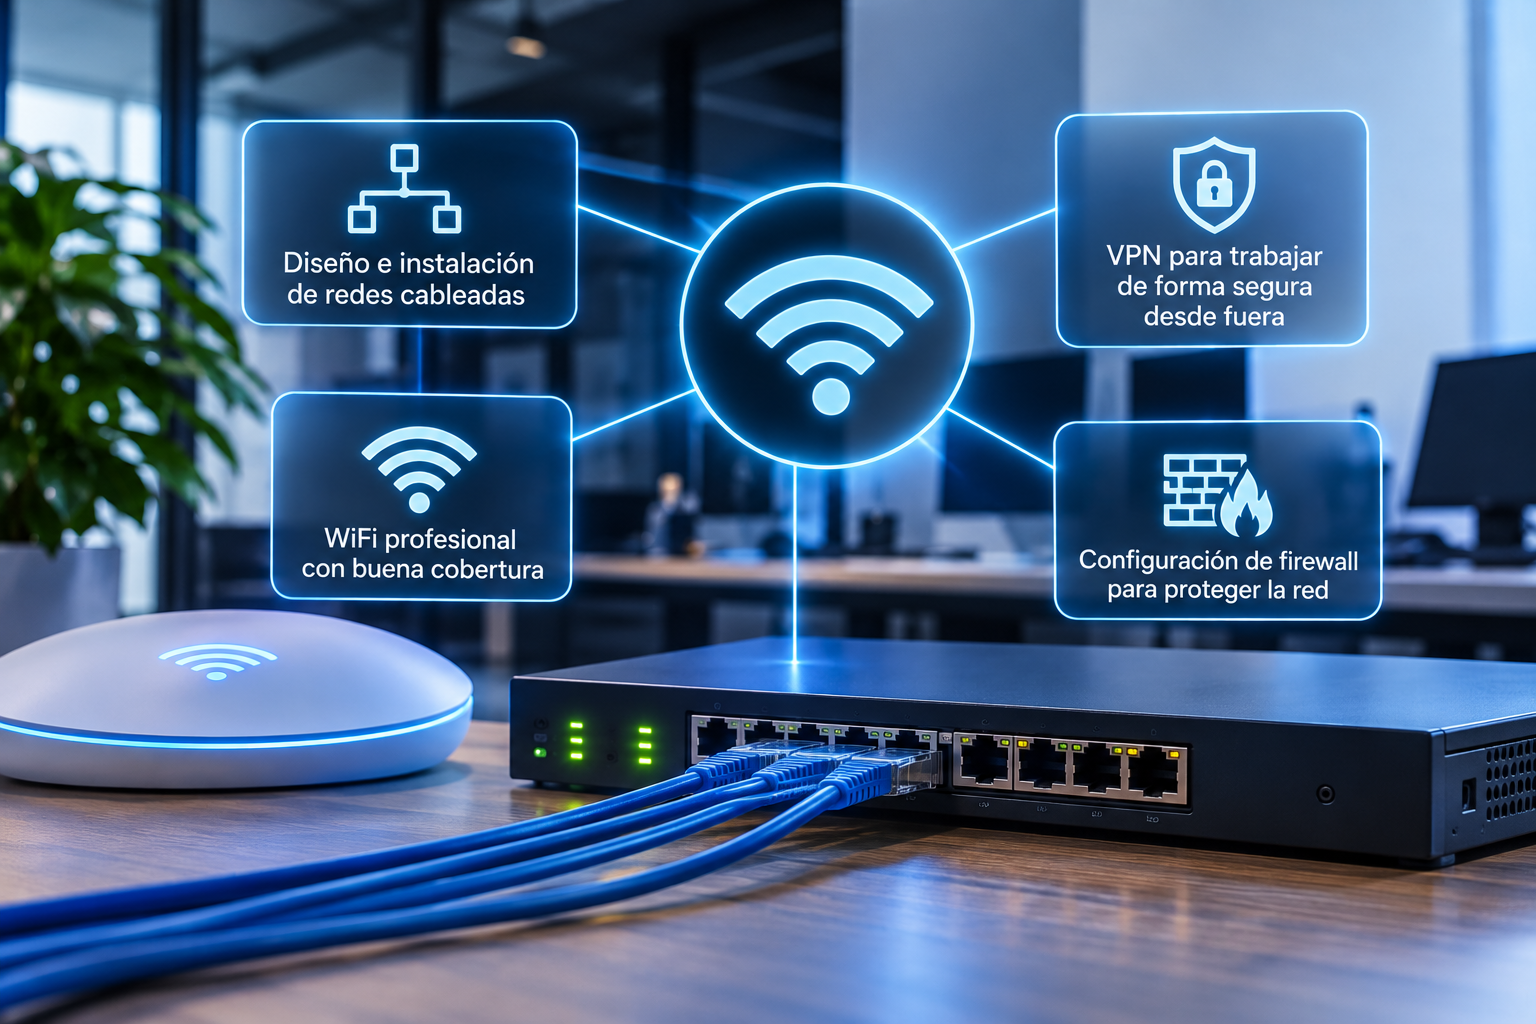 Diseño e instalación
de redes cableadas
WiFi profesional
con buena cobertura
VPN para trabajar
de forma segura
desde fuera
Configuración de firewall
para proteger la red